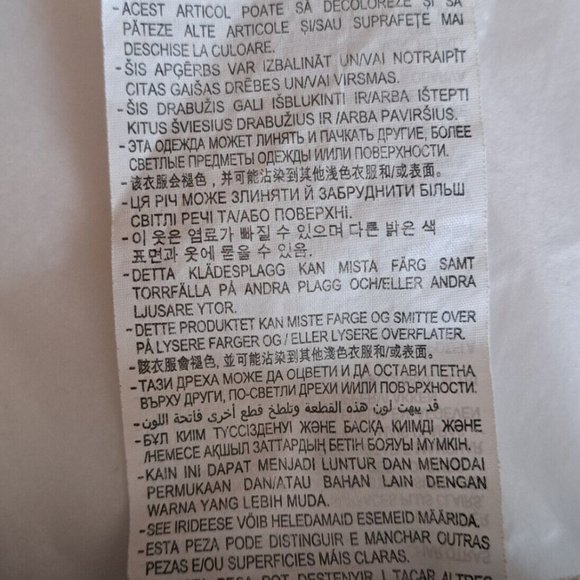 - ACEST ARTICOL POATE SĂ DECOLOREZE ȘI SĂ
PĂTEZE ALTE ARTICOLE ȘI/SAU SUPRAFEȚE MAI
DESCHISE LA CULOARE.
- ŠIS APĢĒRBS VAR IZBALINĀT UN/VAI NOTRAIPĪT
CITAS GAIŠAS DRĒBES UN/VAI VIRSMAS.
- ŠIS DRABUŽIS GALI IŠBLUKINTI IR/ARBA IŠTEPTI
KITUS ŠVIESIUS DRABUŽIUS IR /ARBA PAVIRŠIUS.
- ЭТА ОДЕЖДА МОЖЕТ ЛИНЯТЬ И ПАЧКАТЬ ДРУГИЕ, БОЛЕЕ
СВЕТЛЫЕ ПРЕДМЕТЫ ОДЕЖДЫ И/ИЛИ ПОВЕРХНОСТИ.
- 该衣服会褪色，并可能沾染到其他浅色衣服和/或表面。
- ЦЯ РІЧ МОЖЕ ЗЛИНЯТИ Й ЗАБРУДНИТИ БІЛЬШ
СВІТЛІ РЕЧІ ТА/АБО ПОВЕРХНІ.
- 이 옷은 염료가 빠질 수 있으며 다른 밝은 색
표면과 옷에 묻을 수 있음.
- DETTA KLÄDESPLAGG KAN MISTA FÄRG SAMT
TORRFÄLLA PÅ ANDRA PLAGG OCH/ELLER ANDRA
LJUSARE YTOR.
- DETTE PRODUKTET KAN MISTE FARGE OG SMITTE OVER
PÅ LYSERE FARGER OG / ELLER LYSERE OVERFLATER.
- 該衣服會褪色, 並可能沾染到其他淺色衣服和/或表面。
- ТАЗИ ДРЕХА МОЖЕ ДА ОЦВЕТИ И ДА ОСТАВИ ПЕТНА
ВЪРХУ ДРУГИ, ПО-СВЕТЛИ ДРЕХИ И/ИЛИ ПОВЪРХНОСТИ.
قد يبهت لون هذه القطعة وتلطخ قطع أخرى فاتحة اللون -
- БҰЛ КИІМ ТҮССІЗДЕНУІ ЖӘНЕ БАСҚА КИІМДІ ЖӘНЕ
/НЕМЕСЕ АҚШЫЛ ЗАТТАРДЫҢ БЕТІН БОЯУЫ МҮМКІН.
- KAIN INI DAPAT MENJADI LUNTUR DAN MENODAI
PERMUKAAN DAN/ATAU BAHAN LAIN DENGAN
WARNA YANG LEBIH MUDA.
- SEE RIIDEESE VÕIB HELEDAMAID ESEMEID MÄÄRIDA.
- ESTA PEZA PODE DISTINGUIR E MANCHAR OUTRAS
PEZAS E/OU SUPERFICIES MÁIS CLARAS.
POT DESTENYIR I TACAR ALTRES